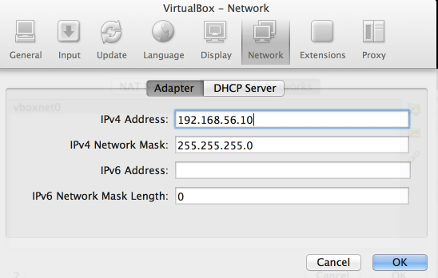 VirtualBox - Network
General Input Update Language Display Network Extensions Proxy
Adapter DHCP Server
vboxnet0
IPv4 Address: 192.168.56.10
IPv4 Network Mask: 255.255.255.0
IPv6 Address:
IPv6 Network Mask Length: 0
Cancel OK